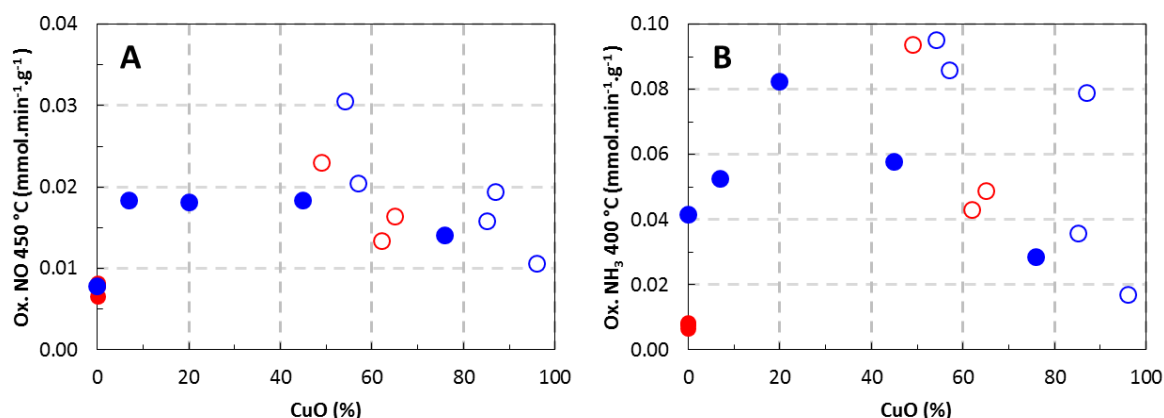 A
Ox. NO 450 °C (mmol.min⁻¹.g⁻¹)
0.04
0.03
0.02
0.01
0.00
0 20 40 60 80 100
CuO (%)
B
Ox. NH₃ 400 °C (mmol.min⁻¹.g⁻¹)
0.10
0.08
0.06
0.04
0.02
0.00
0 20 40 60 80 100
CuO (%)